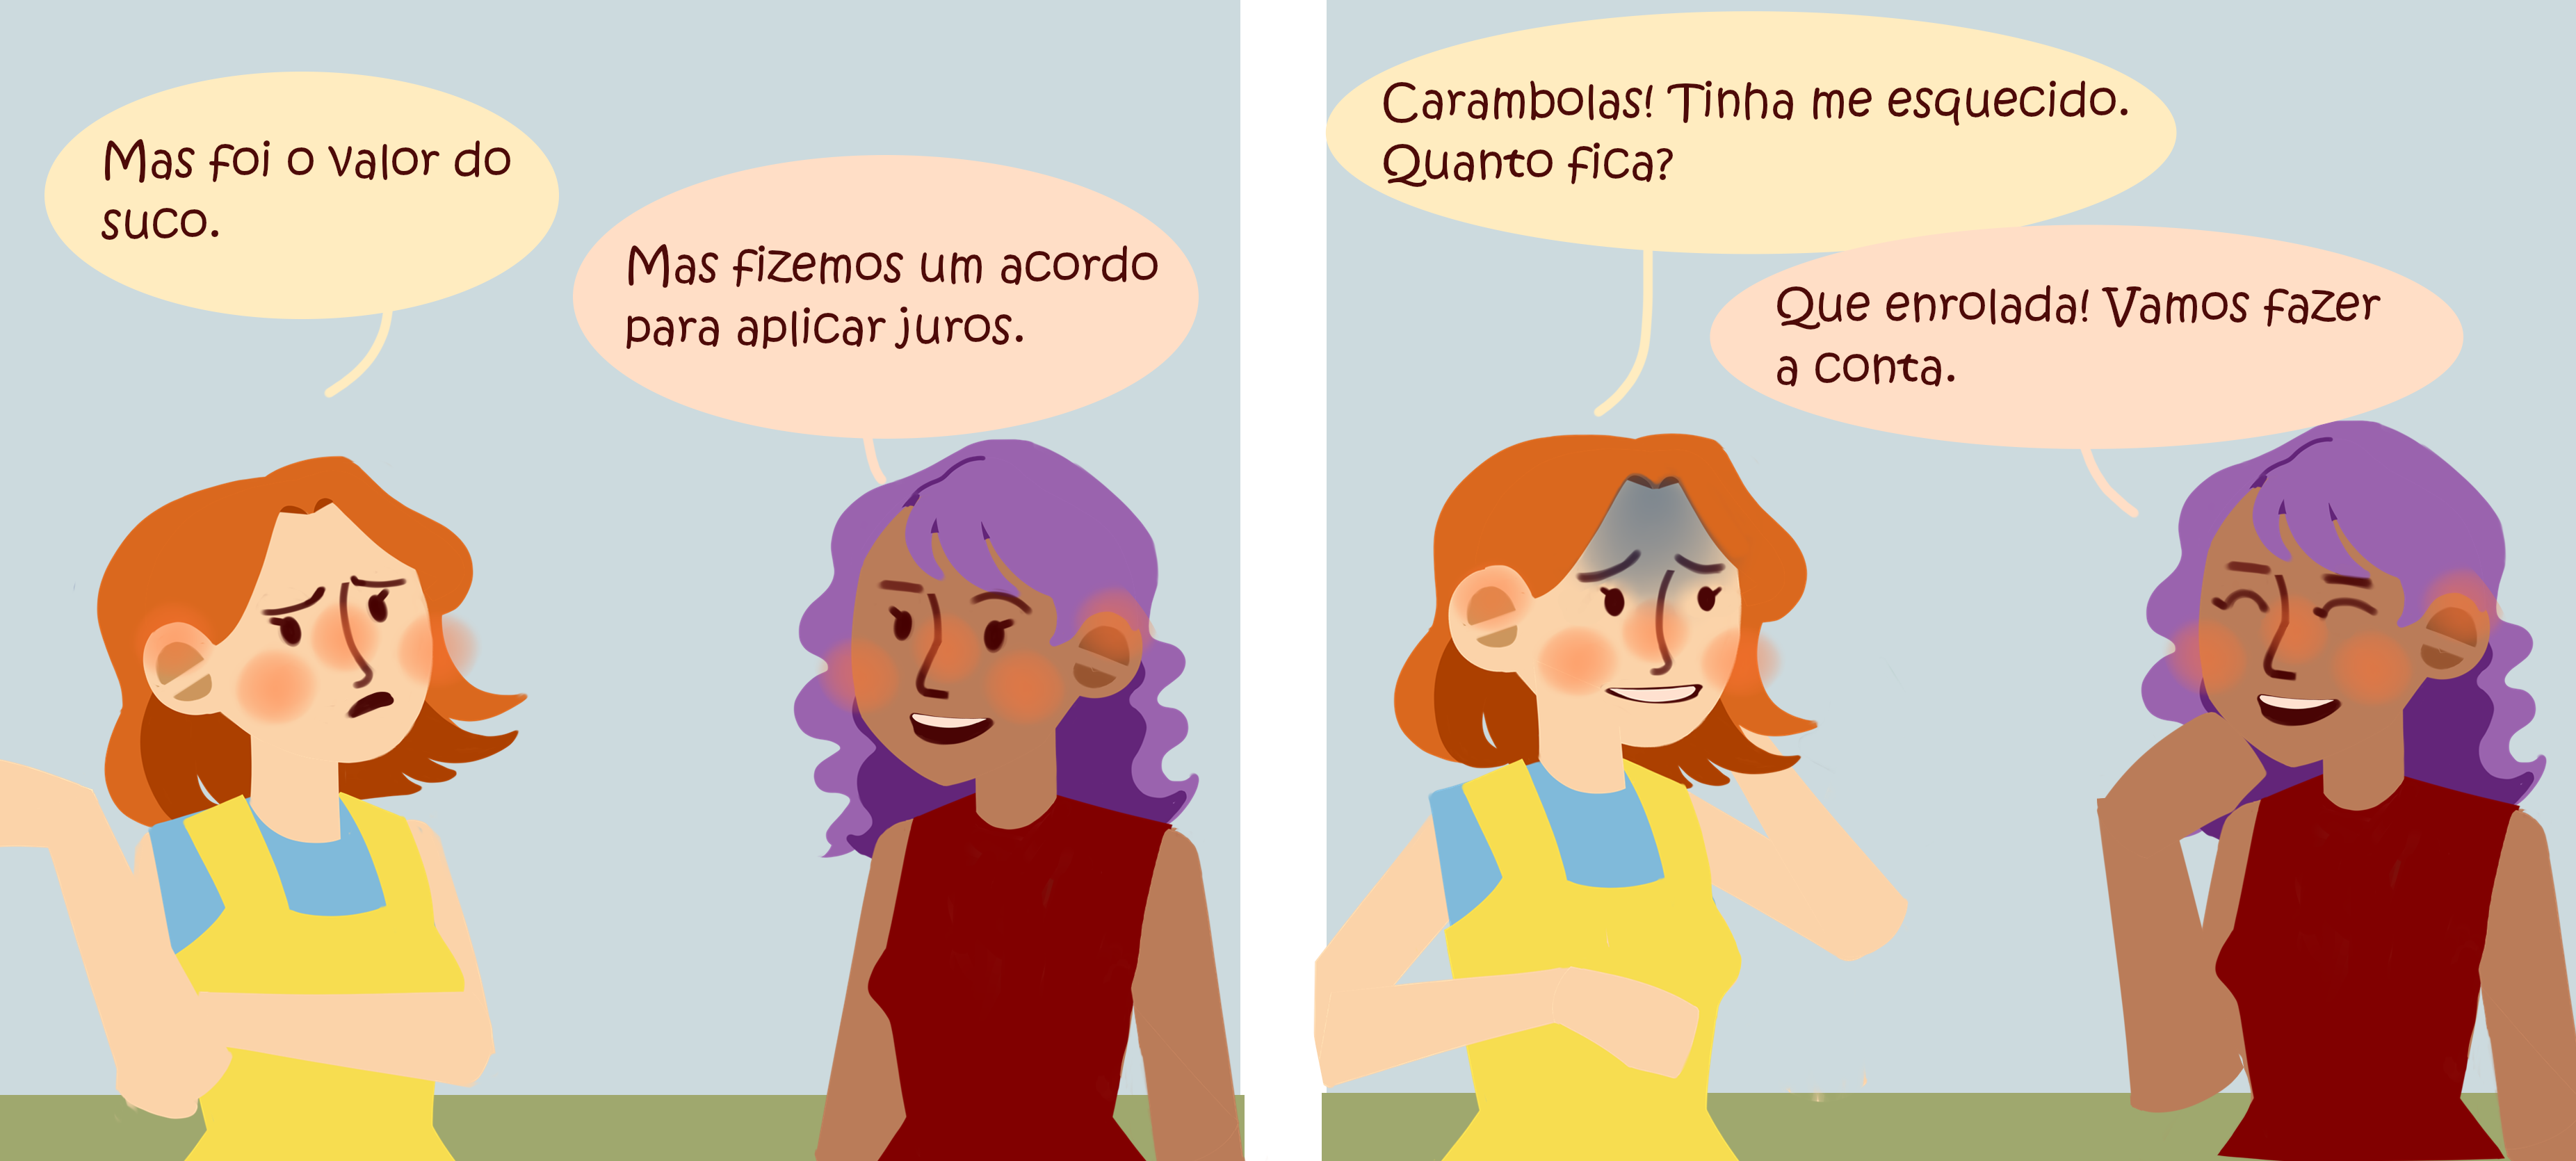 Mas foi o valor do
suco.
Mas fizemos um acordo
para aplicar juros.
Carambolas! Tinha me esquecido.
Quanto fica?
Que enrolada! Vamos fazer
a conta.